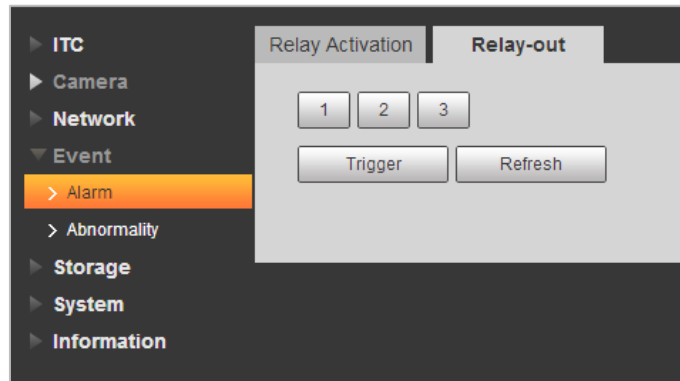 ITC
Camera
Network
Event
Alarm
Abnormality
Storage
System
Information
Relay Activation Relay-out
1 2 3
Trigger Refresh